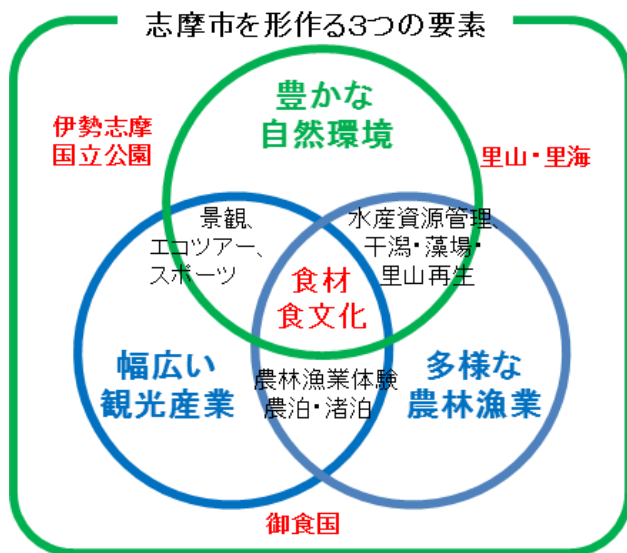 志摩市を形作る3つの要素
豊かな
自然環境
伊勢志摩
国立公園
里山・里海
景観、
エコツアー、
スポーツ
水産資源管理、
干潟・藻場・
里山再生
食材
食文化
幅広い
観光産業
農林漁業体験
農泊・渚泊
多様な
農林漁業
御食国